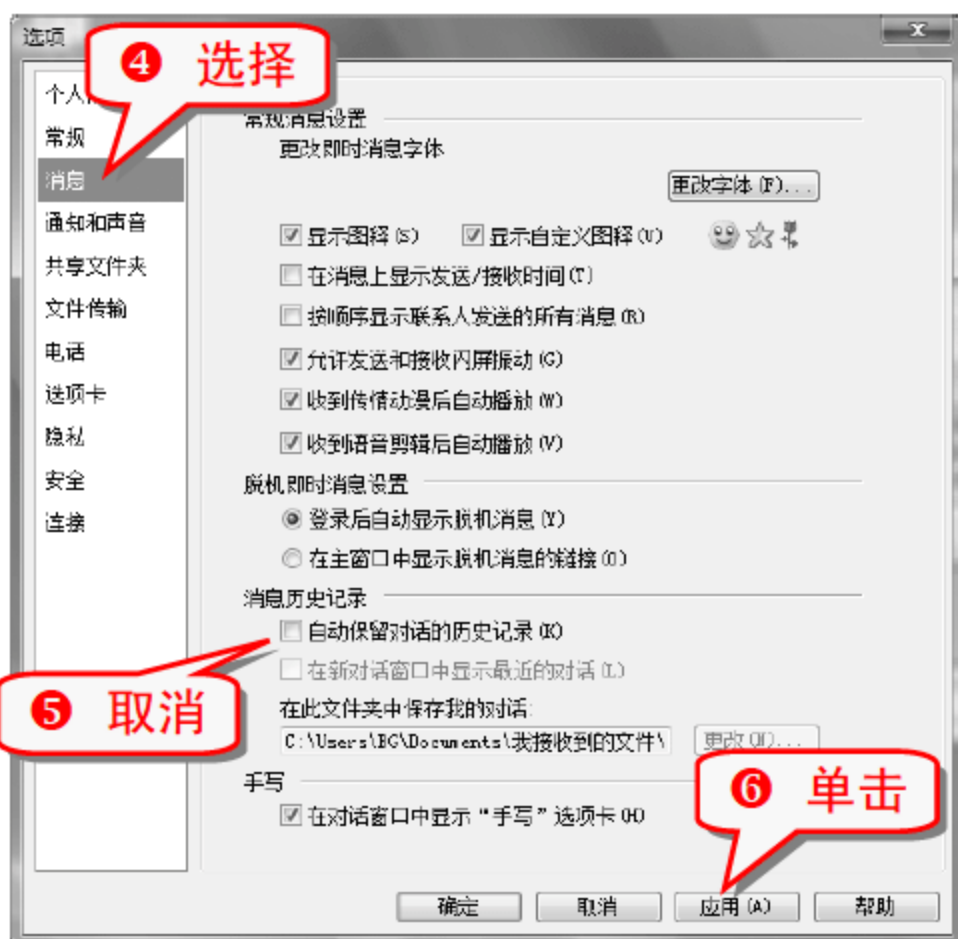 选项
❹ 选择
个人
常规
消息
通知和声音
共享文件夹
文件传输
电话
选项卡
隐私
安全
连接
常规消息设置
更改即时消息字体
更改字体(F)...
显示图释(S) 显示自定义图释(U)
在消息上显示发送/接收时间(T)
按顺序显示联系人发送的所有消息(R)
允许发送和接收闪屏振动(G)
收到传情动漫后自动播放(W)
收到语音剪辑后自动播放(V)
脱机即时消息设置
登录后自动显示脱机消息(Y)
在主窗口中显示脱机消息的链接(O)
消息历史记录
自动保留对话的历史记录(K)
在新对话窗口中显示最近的对话(L)
❺ 取消
在此文件夹中保存我的对话:
C:\Users\BG\Documents\我接收到的文件\
更改(X)...
手写
❻ 单击
在对话窗口中显示“手写”选项卡(H)
确定 取消 应用(A) 帮助